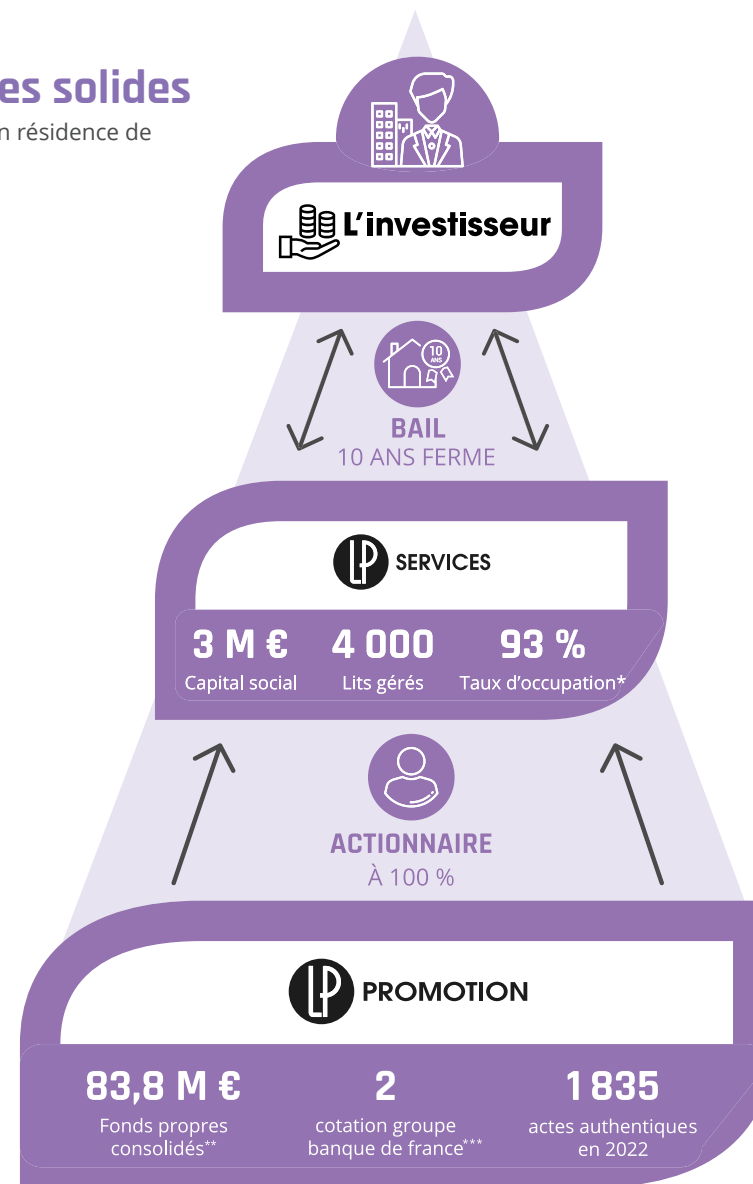 es solides
n résidence de
L'investisseur
10
ANS
BAIL
10 ANS FERME
LP SERVICES
3 M € 4 000 93 %
Capital social Lits gérés Taux d'occupation*
ACTIONNAIRE
À 100 %
LP PROMOTION
83,8 M € 2 1 835
Fonds propres cotation groupe actes authentiques
consolidés** banque de france*** en 2022